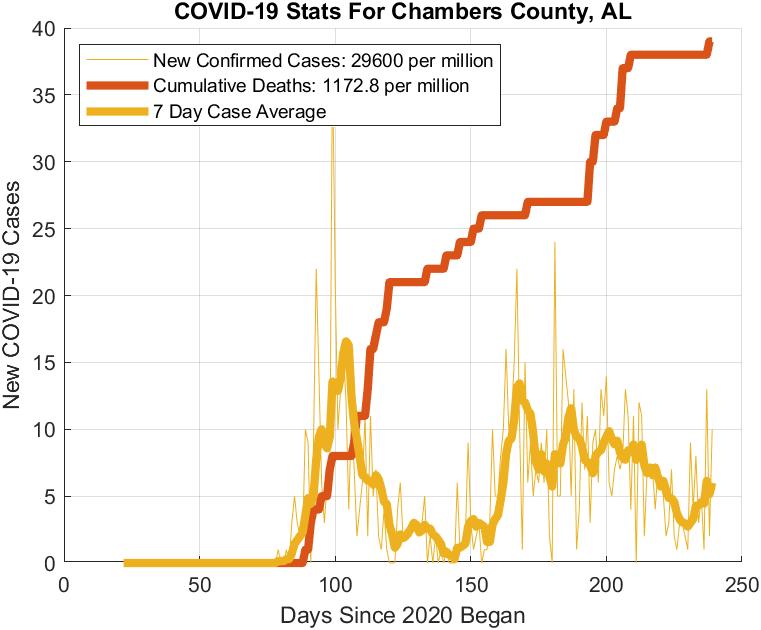 COVID-19 Stats For Chambers County, AL
New Confirmed Cases: 29600 per million
Cumulative Deaths: 1172.8 per million
7 Day Case Average
New COVID-19 Cases
40
35
30
25
20
15
10
5
0
0 50 100 150 200 250
Days Since 2020 Began